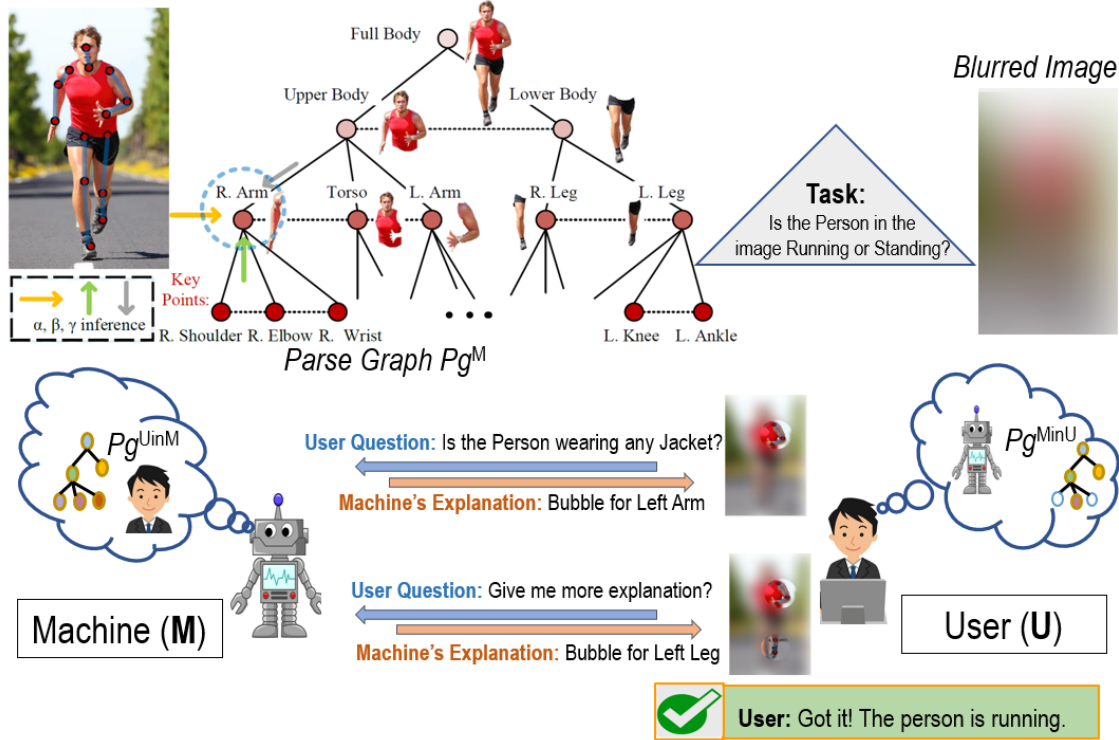 Full Body
Blurred Image
Upper Body
Lower Body
R. Arm
Torso
L. Arm
R. Leg
L. Leg
Task:
Is the Person in the
image Running or Standing?
Key
Points:
α, β, γ inference
R. Shoulder
R. Elbow
R. Wrist
• • •
L. Knee
L. Ankle
Parse Graph Pg^M
Pg^UinM
User Question: Is the Person wearing any Jacket?
Machine's Explanation: Bubble for Left Arm
Pg^MinU
User Question: Give me more explanation?
Machine's Explanation: Bubble for Left Leg
Machine (M)
User (U)
User: Got it! The person is running.